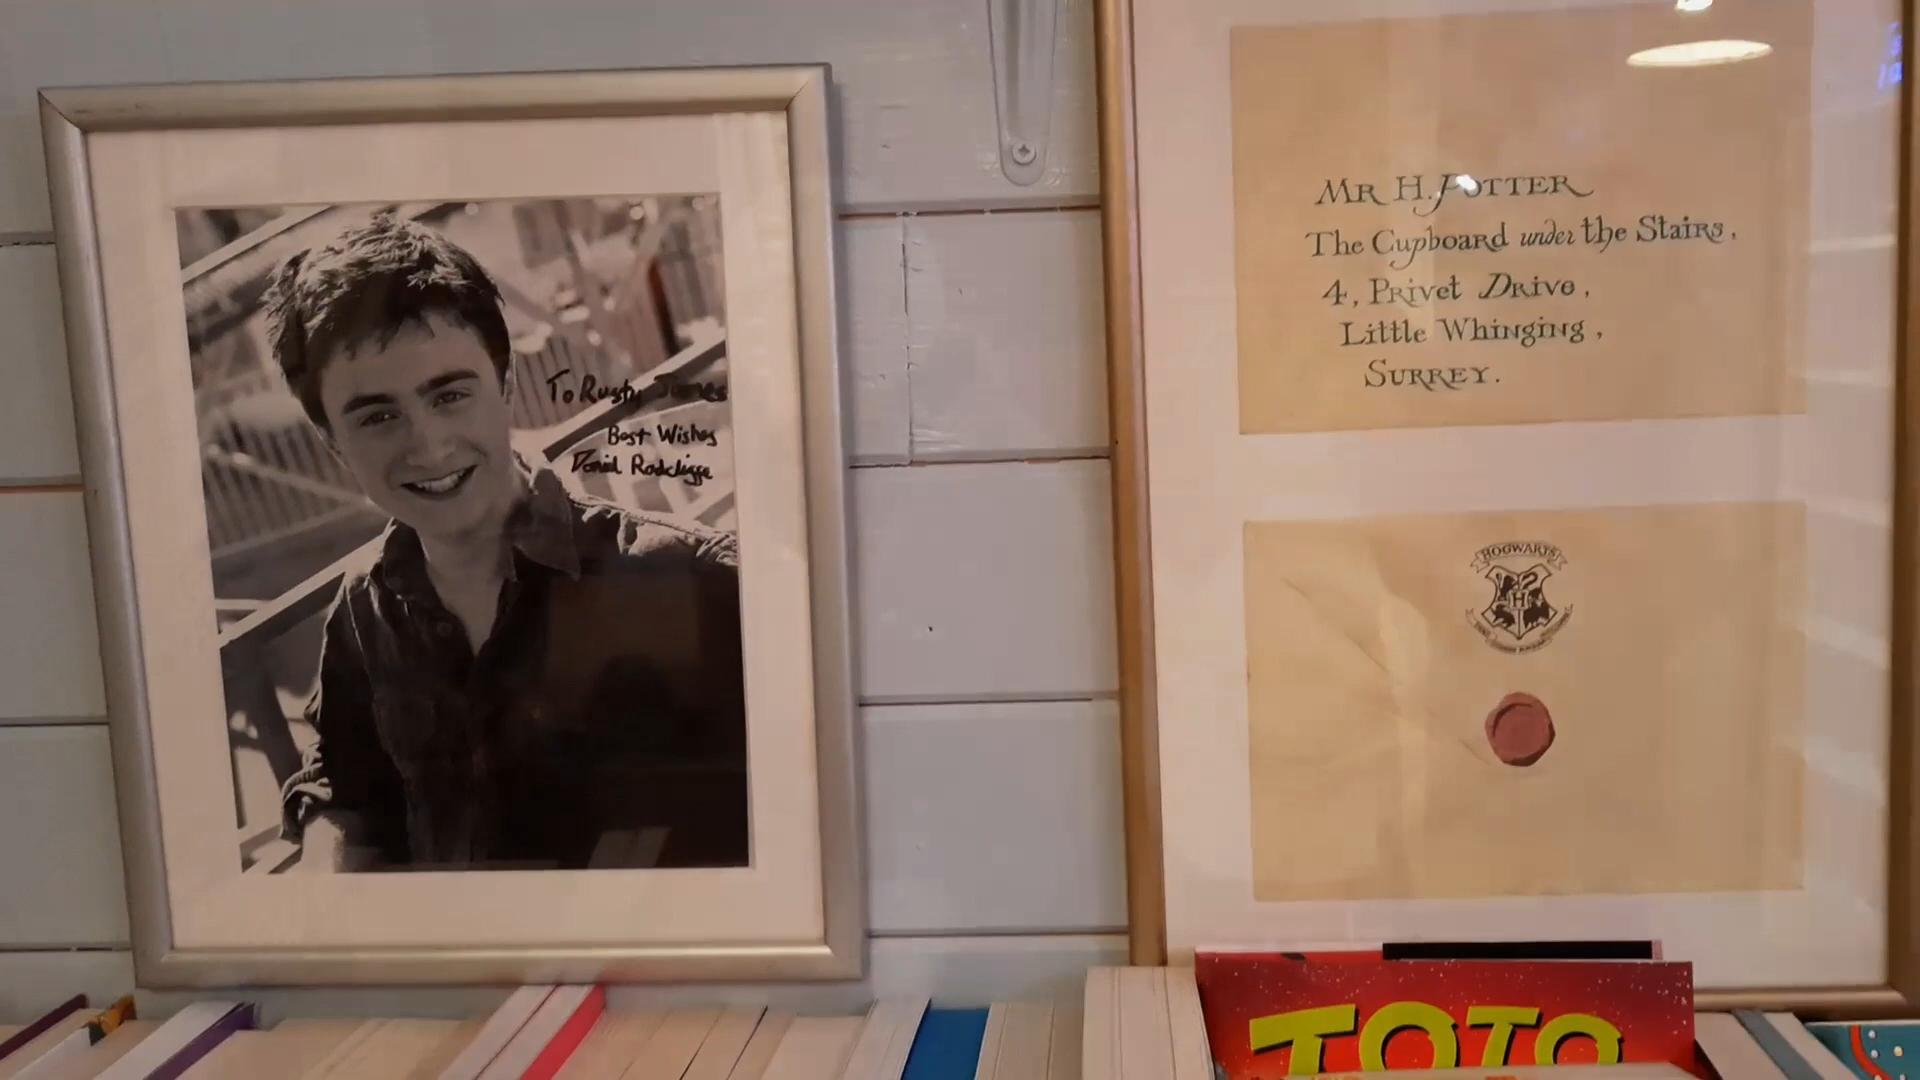 To Rusty James
Best Wishes
Daniel Radcliffe
MR H. POTTER
The Cupboard under the Stairs,
4, Privet Drive,
Little Whinging,
SURREY.
HOGWARTS
H
TOTO